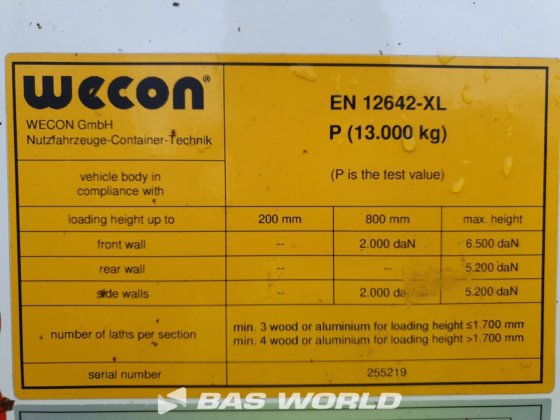 wecon®
WECON GmbH
Nutzfahrzeuge-Container-Technik
EN 12642-XL
P (13.000 kg)
(P is the test value)
vehicle body in
compliance with
loading height up to 200 mm 800 mm max. height
front wall -- 2.000 daN 6.500 daN
rear wall -- -- 5.200 daN
side walls -- 2.000 da 5.200 daN
number of laths per section
min. 3 wood or aluminium for loading height ≤1.700 mm
min. 4 wood or aluminium for loading height >1.700 mm
serial number 255219
BAS WORLD